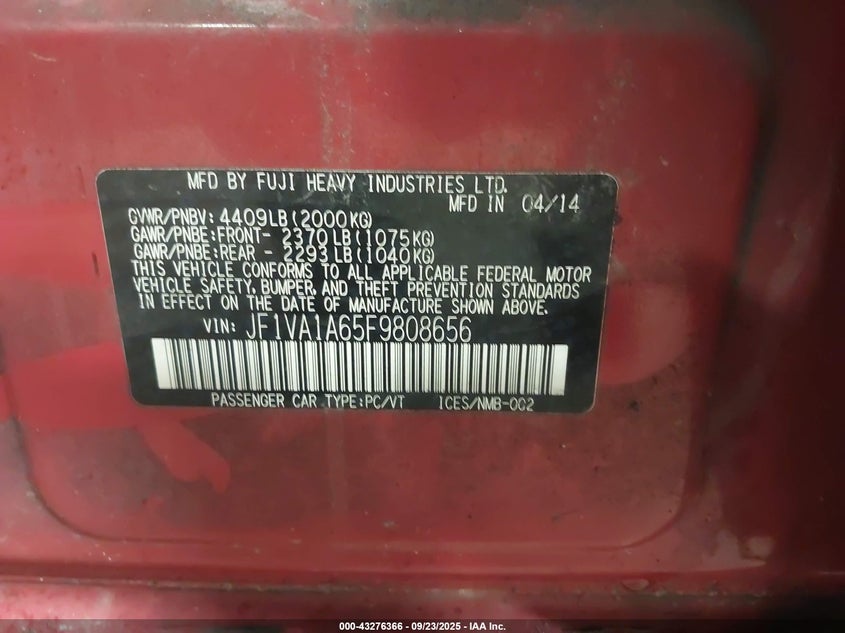 MFD BY FUJI HEAVY INDUSTRIES LTD.
MFD IN 04/14
GVWR/PNBV: 4409LB(2000KG)
GAWR/PNBE:FRONT- 2370LB(1075KG)
GAWR/PNBE:REAR - 2293LB(1040KG)
THIS VEHICLE CONFORMS TO ALL APPLICABLE FEDERAL MOTOR
VEHICLE SAFETY, BUMPER, AND THEFT PREVENTION STANDARDS
IN EFFECT ON THE DATE OF MANUFACTURE SHOWN ABOVE.
VIN: JF1VA1A65F9808656
PASSENGER CAR TYPE:PC/VT ICES/NMB-002
000-43276366 - 09/23/2025 - IAA Inc.